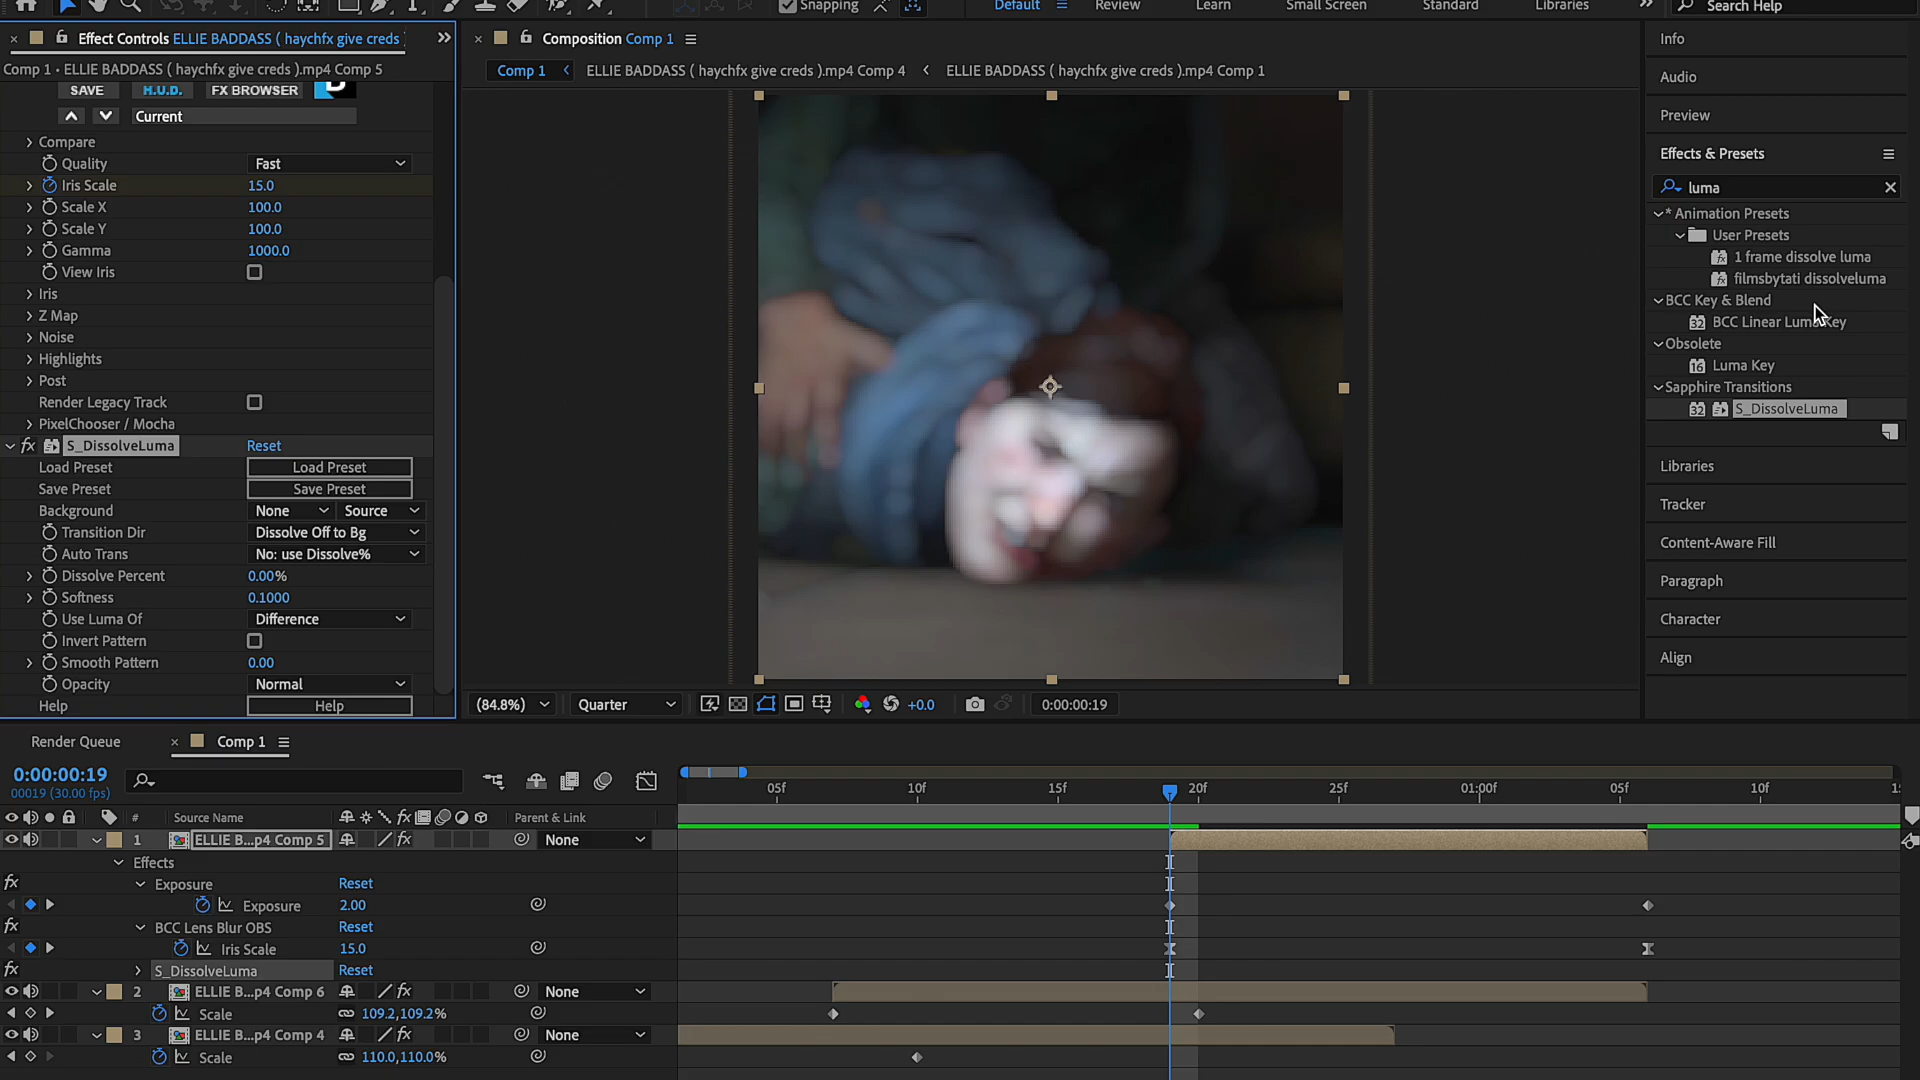 Snapping
Default
Review
Learn
Small Screen
Standard
Libraries
Search Help
Effect Controls ELLIE BADDASS ( haychfx give creds )
Comp 1 • ELLIE BADDASS ( haychfx give creds ).mp4 Comp 5
SAVE
H.U.D.
FX BROWSER
Current
Compare
Quality
Fast
Iris Scale
15.0
Scale X
100.0
Scale Y
100.0
Gamma
1000.0
View Iris
Iris
Z Map
Noise
Highlights
Post
Render Legacy Track
PixelChooser / Mocha
fx S_DissolveLuma
Reset
Load Preset
Load Preset
Save Preset
Save Preset
Background
None
Source
Transition Dir
Dissolve Off to Bg
Auto Trans
No: use Dissolve%
Dissolve Percent
0.00%
Softness
0.1000
Use Luma Of
Difference
Invert Pattern
Smooth Pattern
0.00
Opacity
Normal
Help
Help
Composition Comp 1
Comp 1
ELLIE BADDASS ( haychfx give creds ).mp4 Comp 4
ELLIE BADDASS ( haychfx give creds ).mp4 Comp 1
(84.8%)
Quarter
+0.0
0:00:00:19
Info
Audio
Preview
Effects & Presets
luma
* Animation Presets
User Presets
1 frame dissolve luma
filmsbytati dissolveluma
BCC Key & Blend
32 BCC Linear Luma Key
Obsolete
16 Luma Key
Sapphire Transitions
32 S_DissolveLuma
Libraries
Tracker
Content-Aware Fill
Paragraph
Character
Align
Render Queue
Comp 1
0:00:00:19
00019 (30.00 fps)
05f
10f
15f
20f
25f
01:00f
05f
10f
# Source Name
fx
Parent & Link
1 ELLIE B...p4 Comp 5
fx
None
Effects
fx Exposure
Reset
Exposure
2.00
fx BCC Lens Blur OBS
Reset
Iris Scale
15.0
fx S_DissolveLuma
Reset
2 ELLIE B...p4 Comp 6
fx
None
Scale
109.2,109.2%
3 ELLIE B...p4 Comp 4
fx
None
Scale
110.0,110.0%